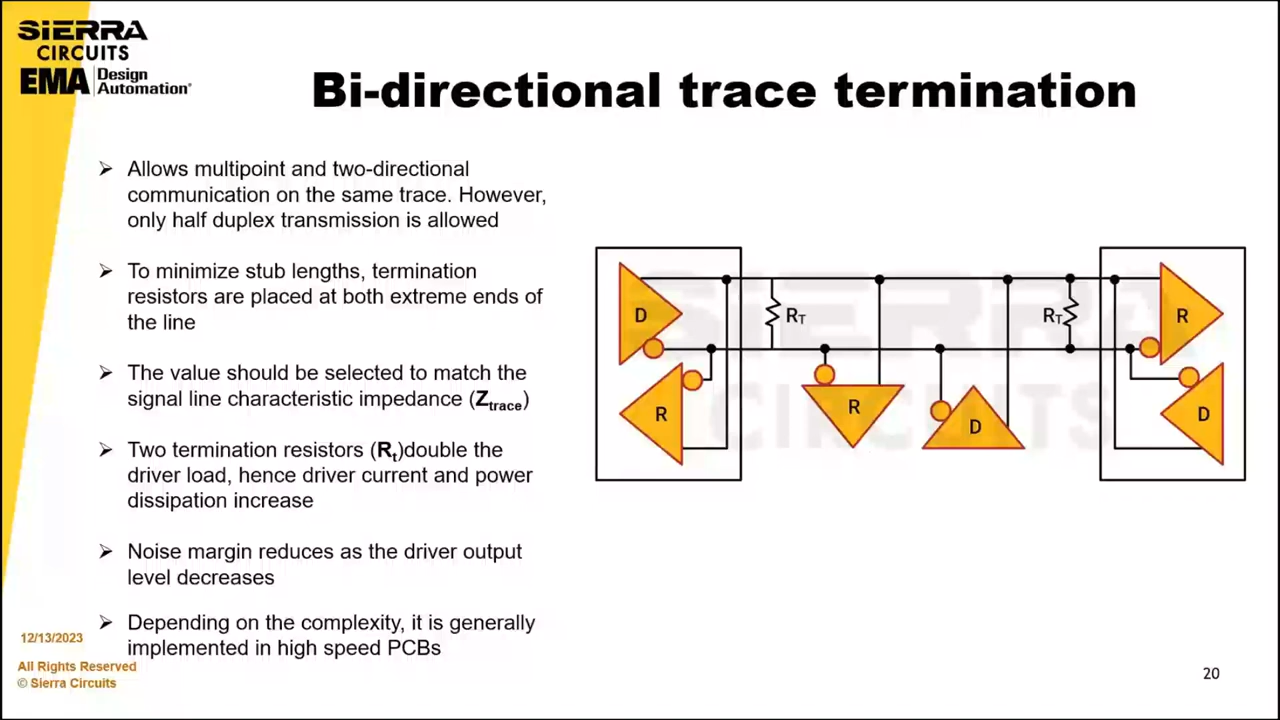 SIERRA
CIRCUITS
EMA Design
Automation®
Bi-directional trace termination
➢ Allows multipoint and two-directional
communication on the same trace. However,
only half duplex transmission is allowed
➢ To minimize stub lengths, termination
resistors are placed at both extreme ends of
the line
➢ The value should be selected to match the
signal line characteristic impedance (Ztrace)
➢ Two termination resistors (Rt)double the
driver load, hence driver current and power
dissipation increase
➢ Noise margin reduces as the driver output
level decreases
➢ Depending on the complexity, it is generally
implemented in high speed PCBs
SIERRA
CIRCUITS
D
RT
RT
R
R
R
D
D
12/13/2023
All Rights Reserved
© Sierra Circuits
20